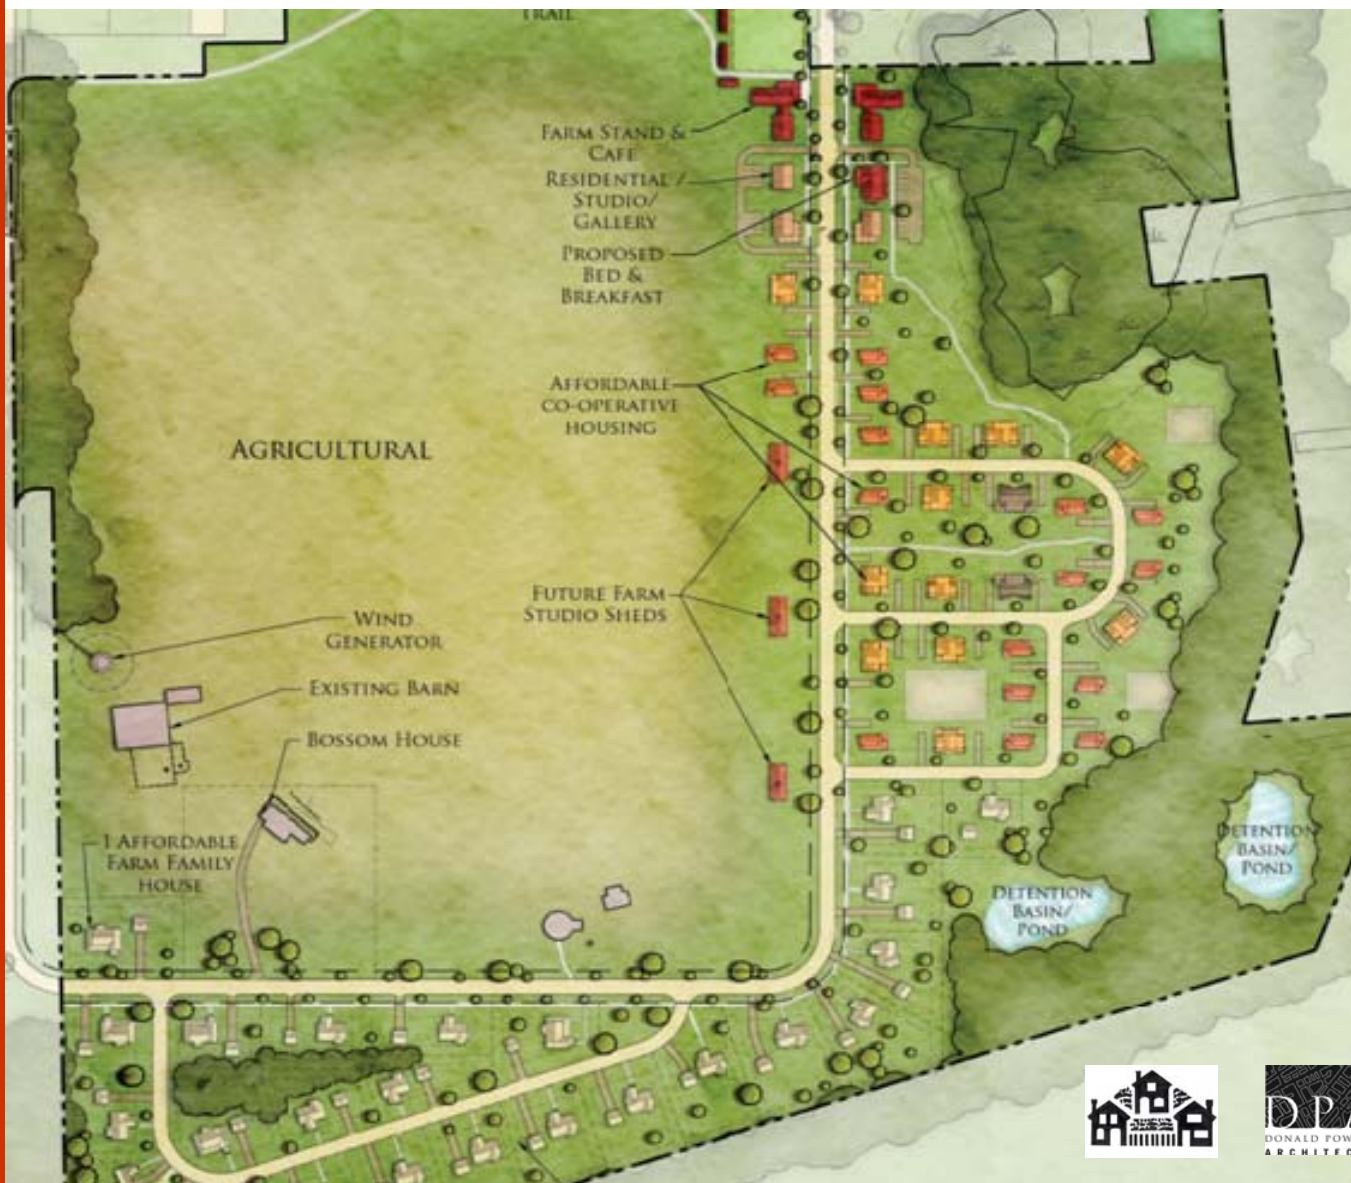 TRAIL
FARM STAND &
CAFE
RESIDENTIAL /
STUDIO/
GALLERY
PROPOSED
BED &
BREAKFAST
AFFORDABLE
CO-OPERATIVE
HOUSING
AGRICULTURAL
FUTURE FARM
STUDIO SHEDS
WIND
GENERATOR
EXISTING BARN
BOSSOM HOUSE
1 AFFORDABLE
FARM FAMILY
HOUSE
DETENTION
BASIN/
POND
DETENTION
BASIN/
POND
DPA
DONALD POW
ARCHITEC